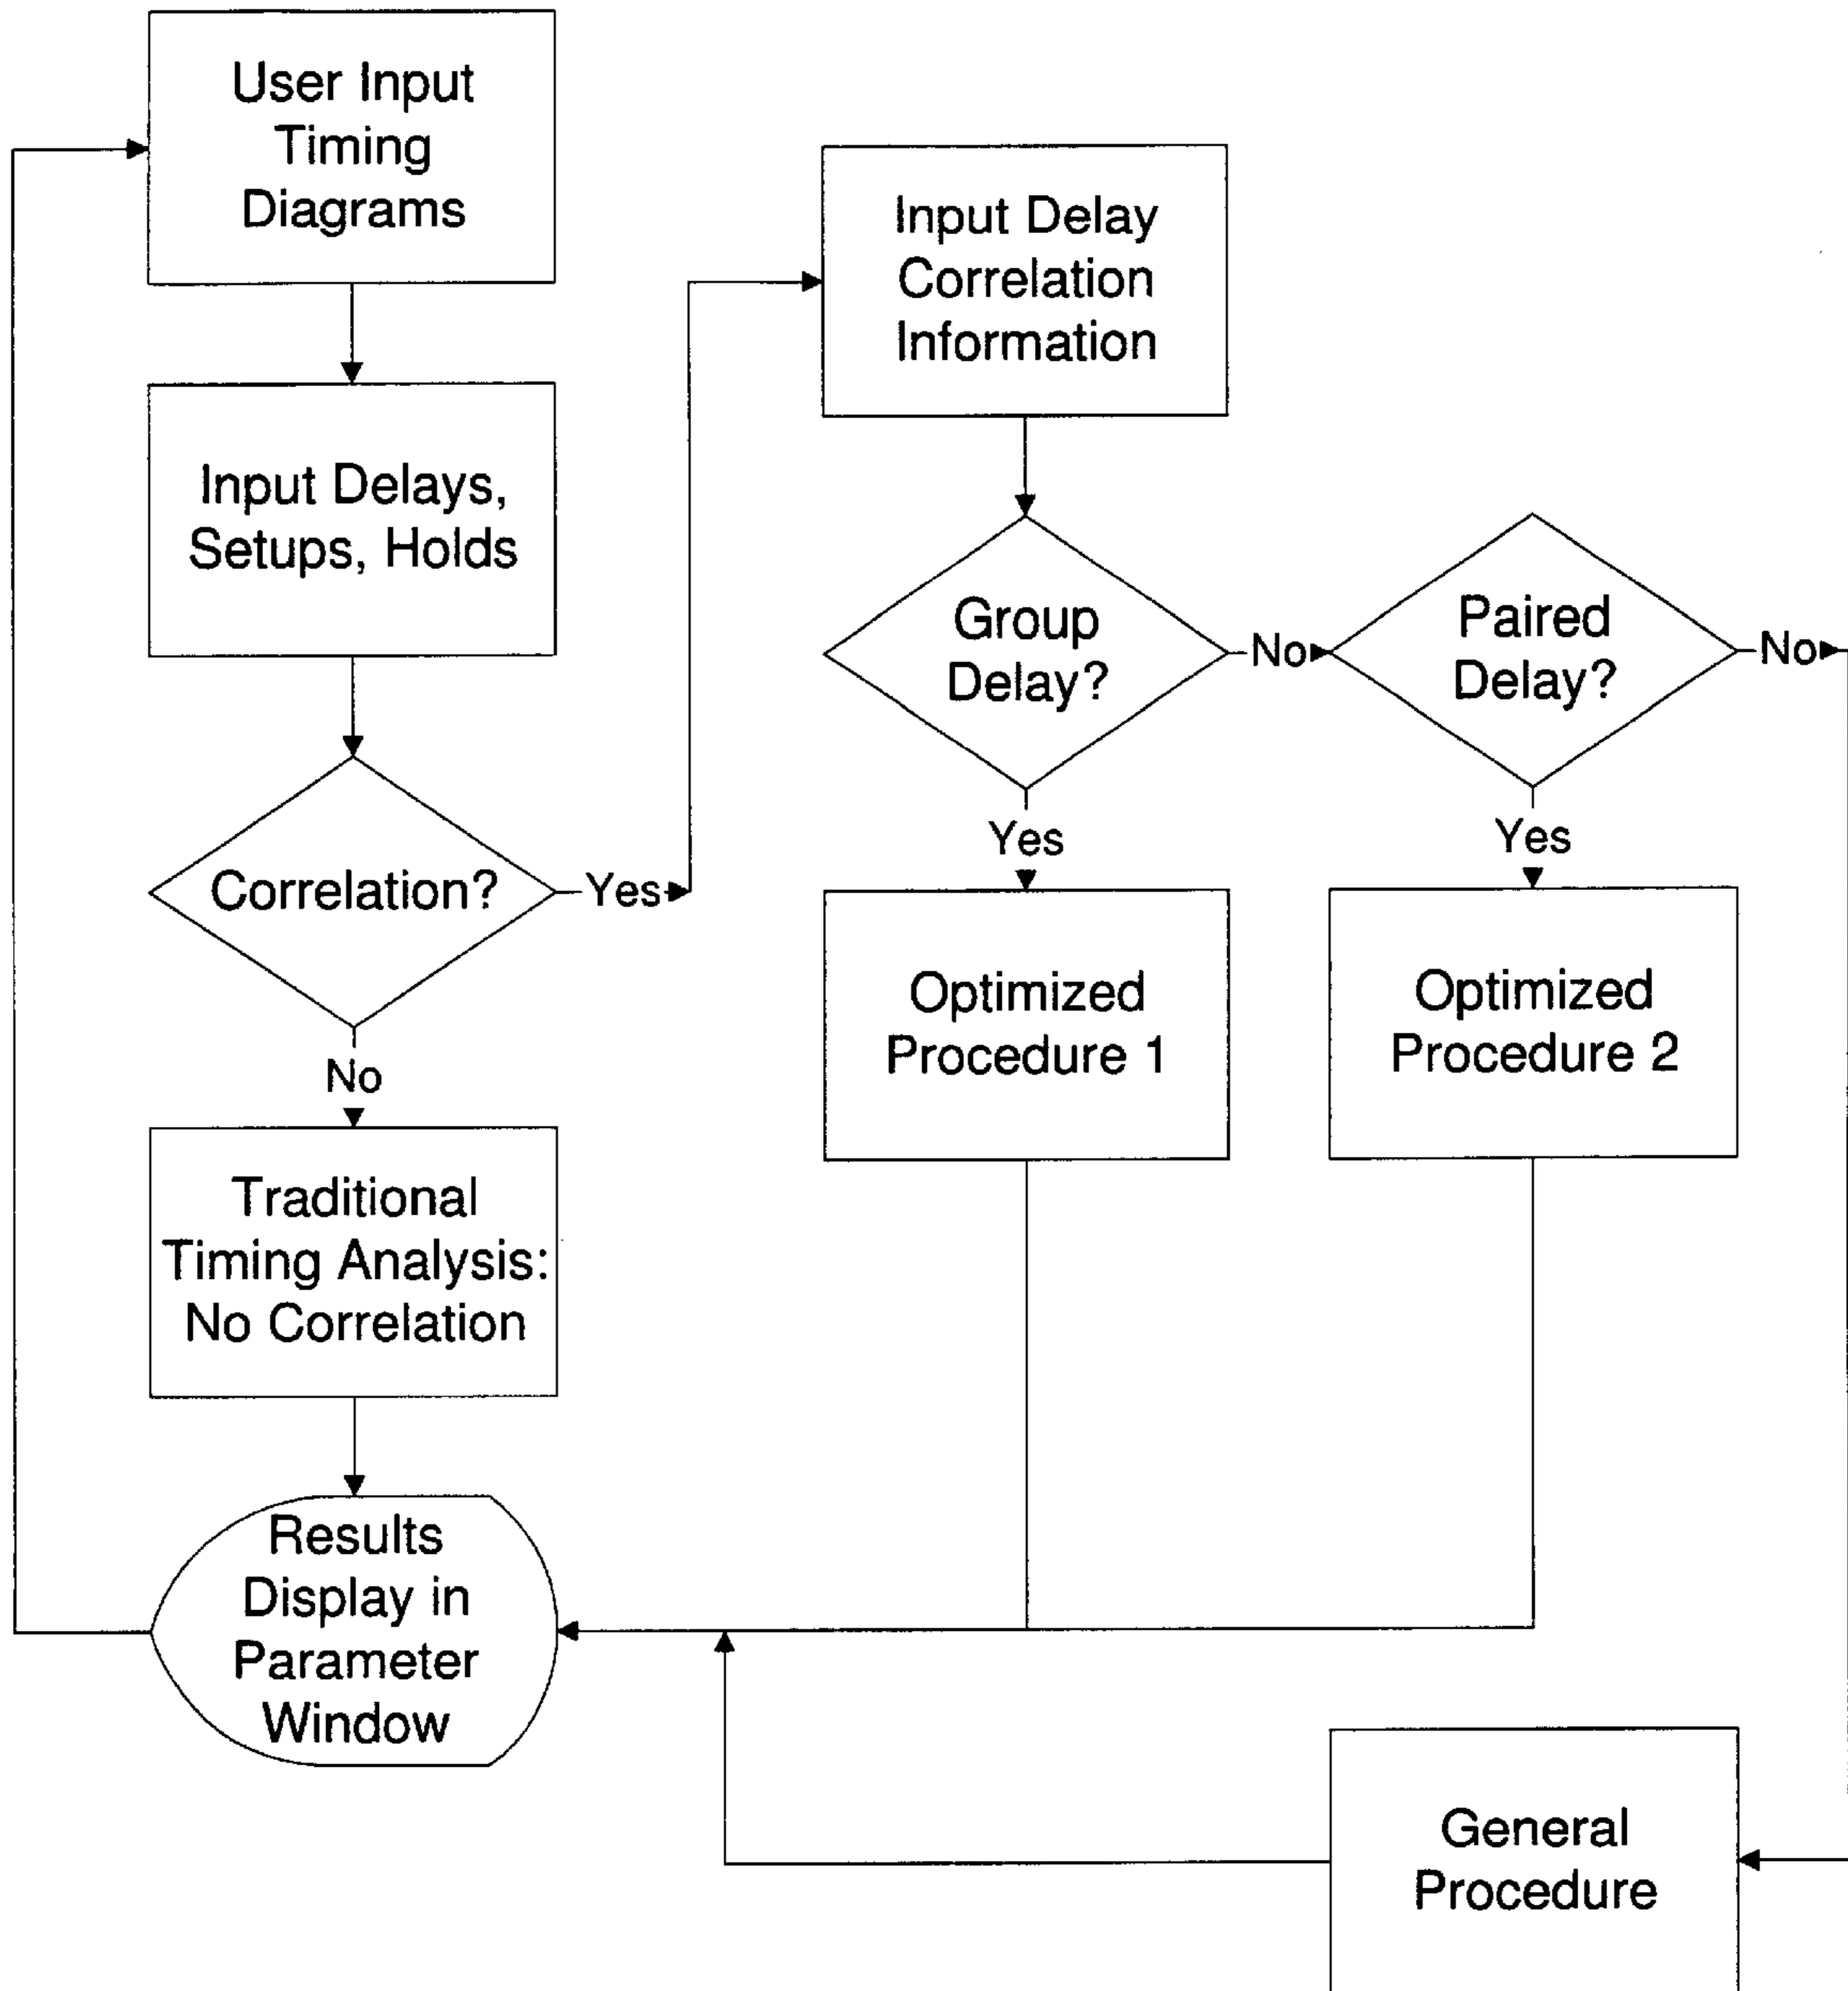 User Input
Timing
Diagrams
Input Delays,
Setups, Holds
Correlation?
Yes
No
Traditional
Timing Analysis:
No Correlation
Results
Display in
Parameter
Window
Input Delay
Correlation
Information
Group
Delay?
No
Yes
Optimized
Procedure 1
Paired
Delay?
No
Yes
Optimized
Procedure 2
General
Procedure